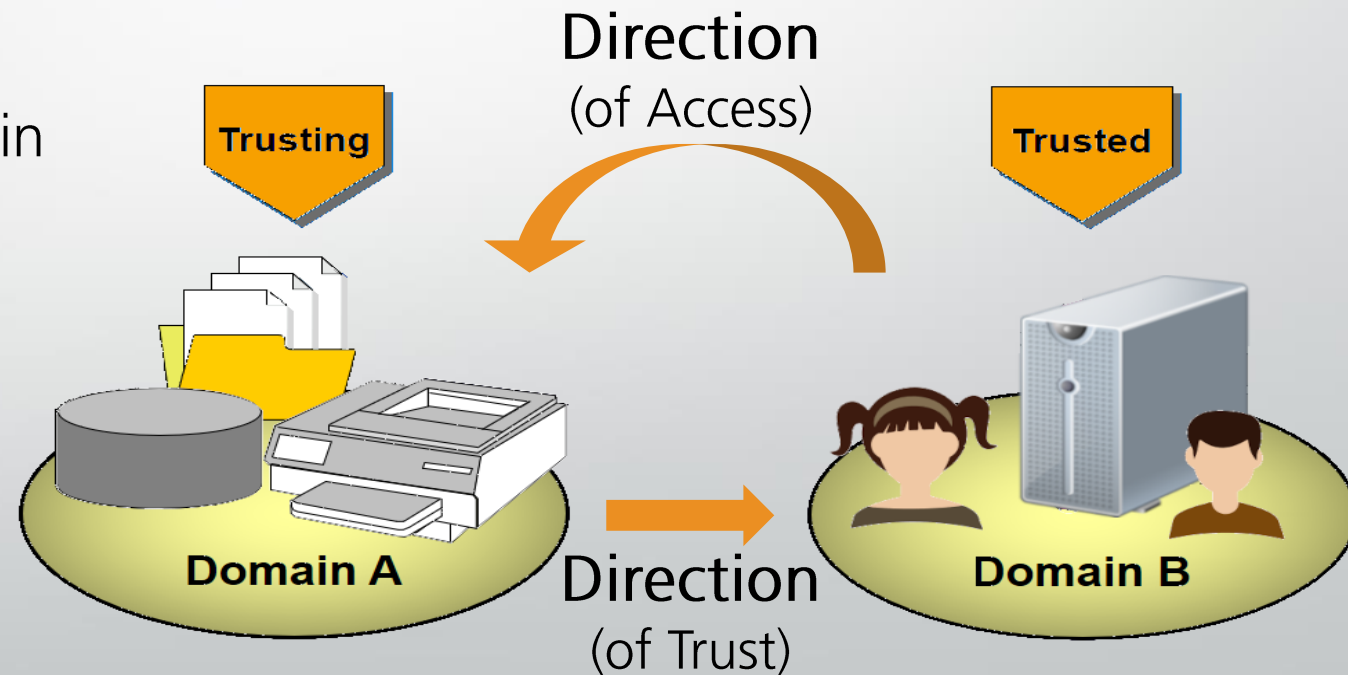 Direction
(of Access)
in
Trusting
Trusted
Domain A
Domain B
Direction
(of Trust)